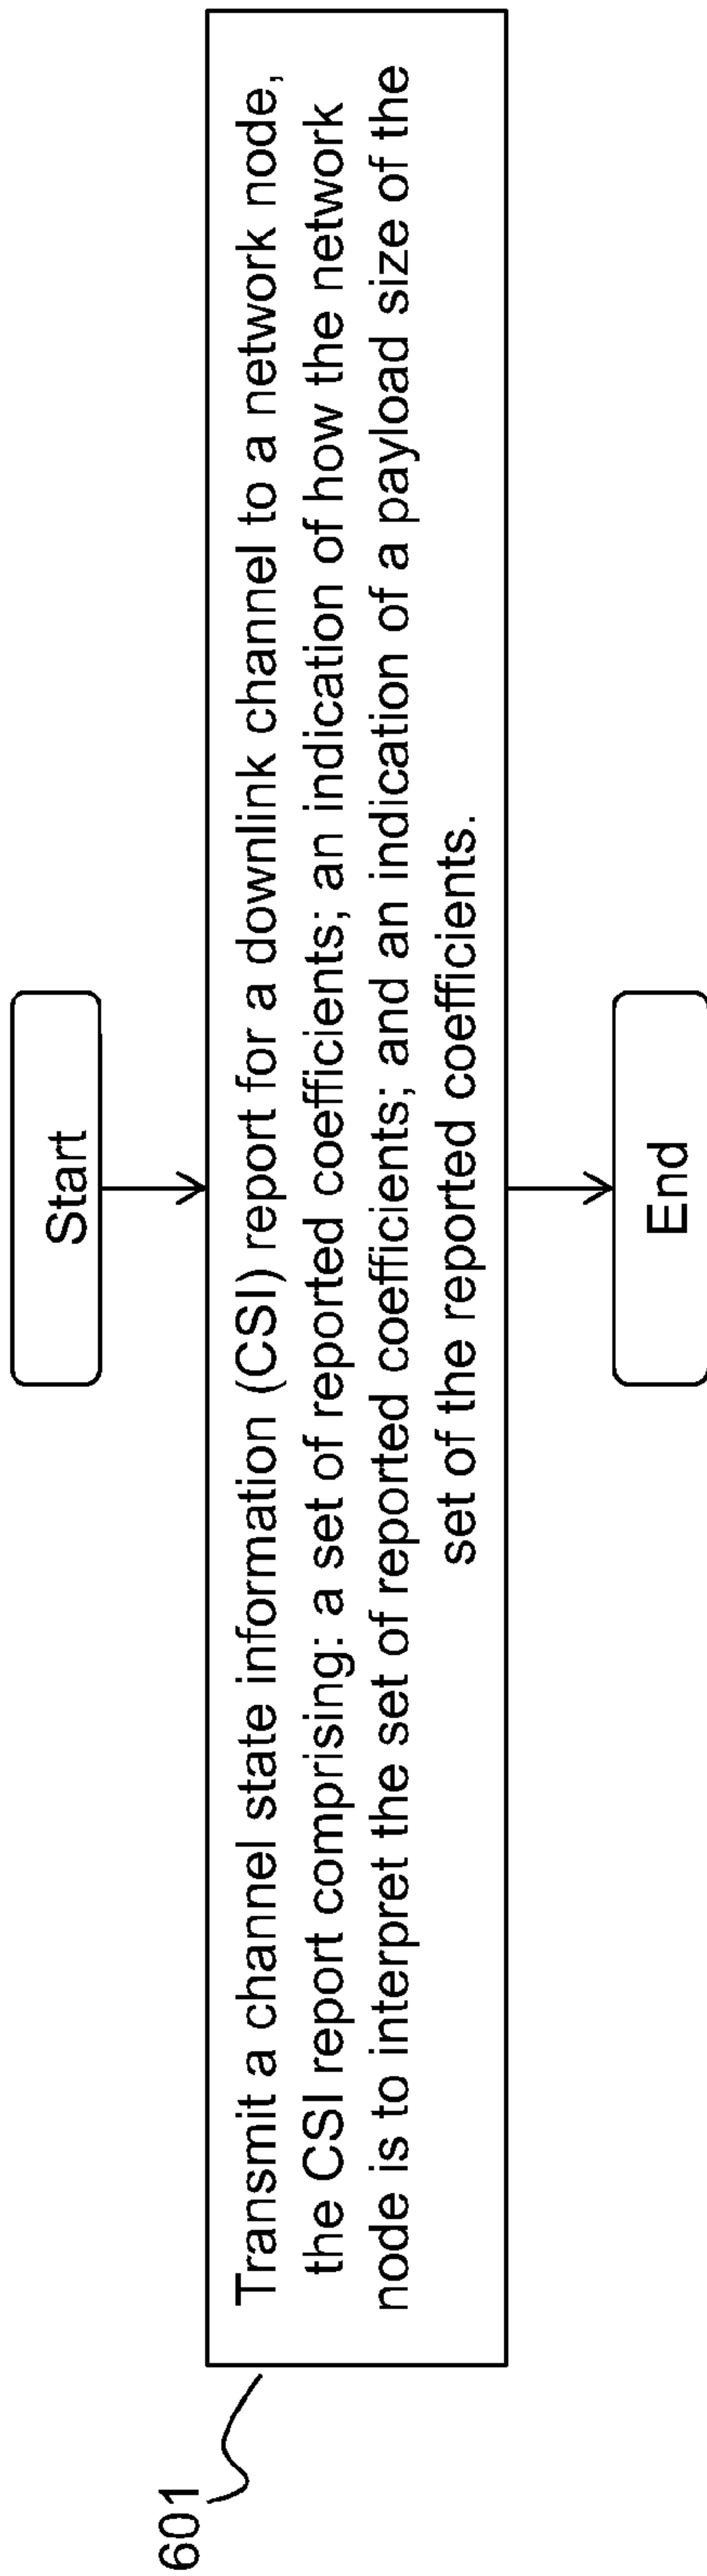 Start
601
Transmit a channel state information (CSI) report for a downlink channel to a network node,
the CSI report comprising: a set of reported coefficients; an indication of how the network
node is to interpret the set of reported coefficients; and an indication of a payload size of the
set of the reported coefficients.
End